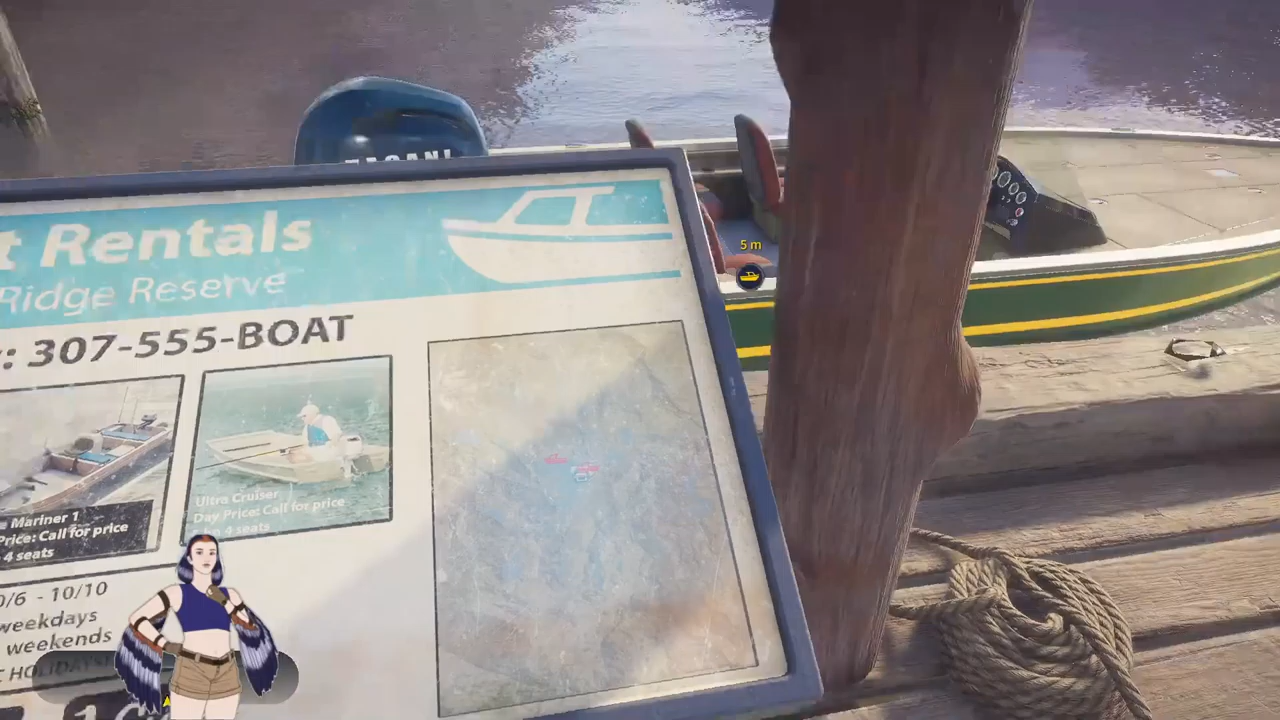 t Rentals
Ridge Reserve
: 307-555-BOAT
Mariner 1
Price: Call for price
4 seats
Ultra Cruiser
Day Price: Call for price
4 seats
0/6 - 10/10
weekdays
weekends
HOLIDAYS
5 m